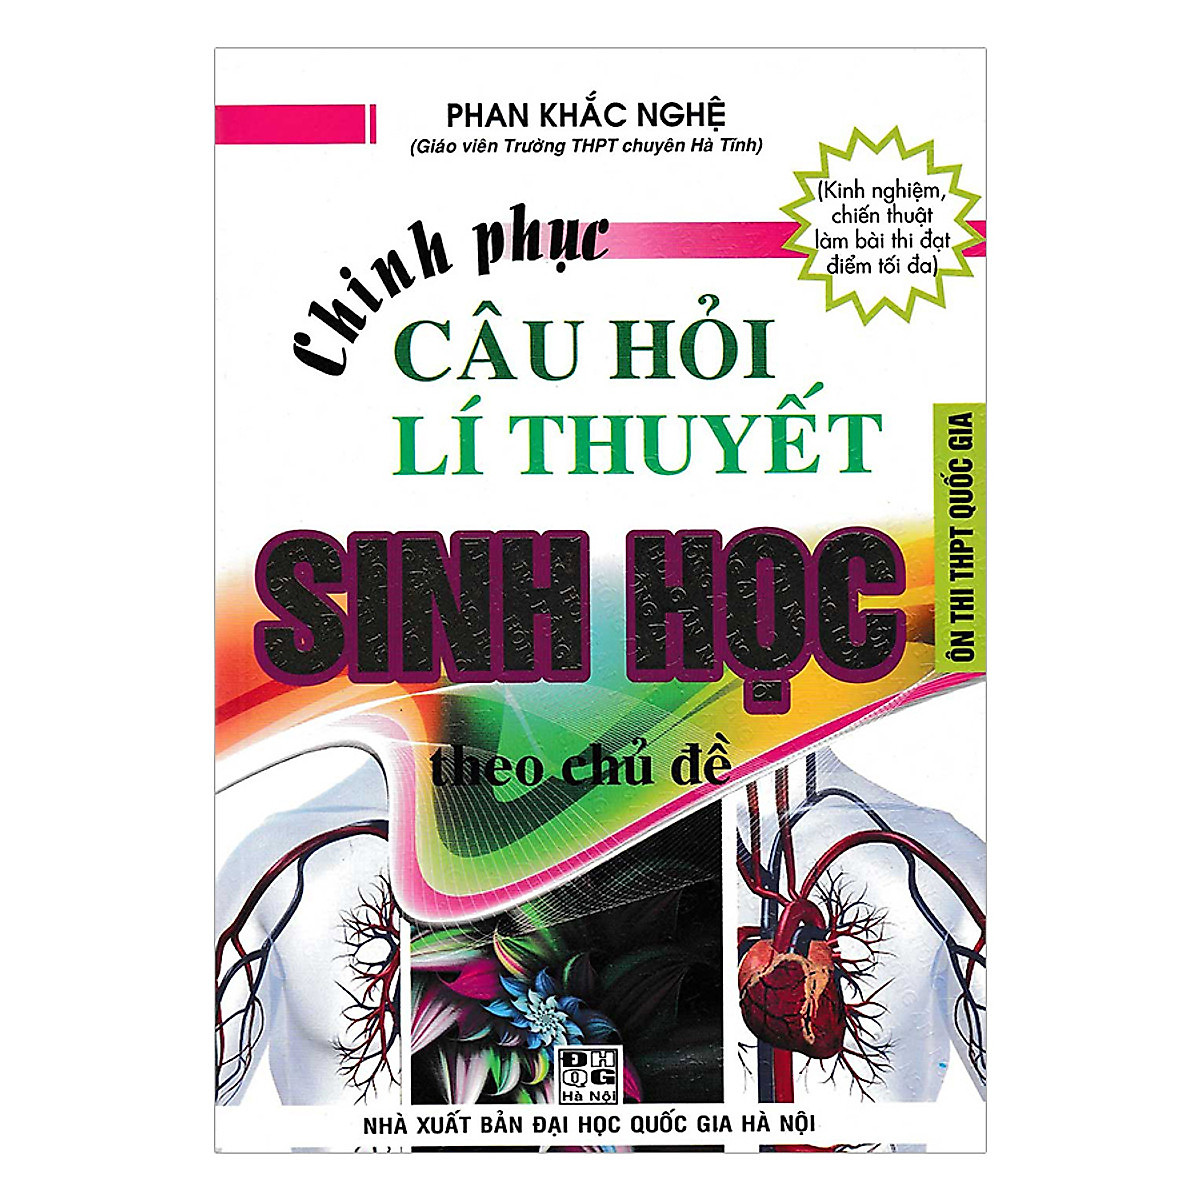 PHAN KHẮC NGHỆ
(Giáo viên Trường THPT chuyên Hà Tĩnh)
(Kinh nghiệm,
chiến thuật
làm bài thi đạt
điểm tối đa)
Chinh phục
CÂU HỎI
LÍ THUYẾT
ÔN THI THPT QUỐC GIA
SINH HỌC
theo chủ đề
ĐH
QG
Hà Nội
NHÀ XUẤT BẢN ĐẠI HỌC QUỐC GIA HÀ NỘI